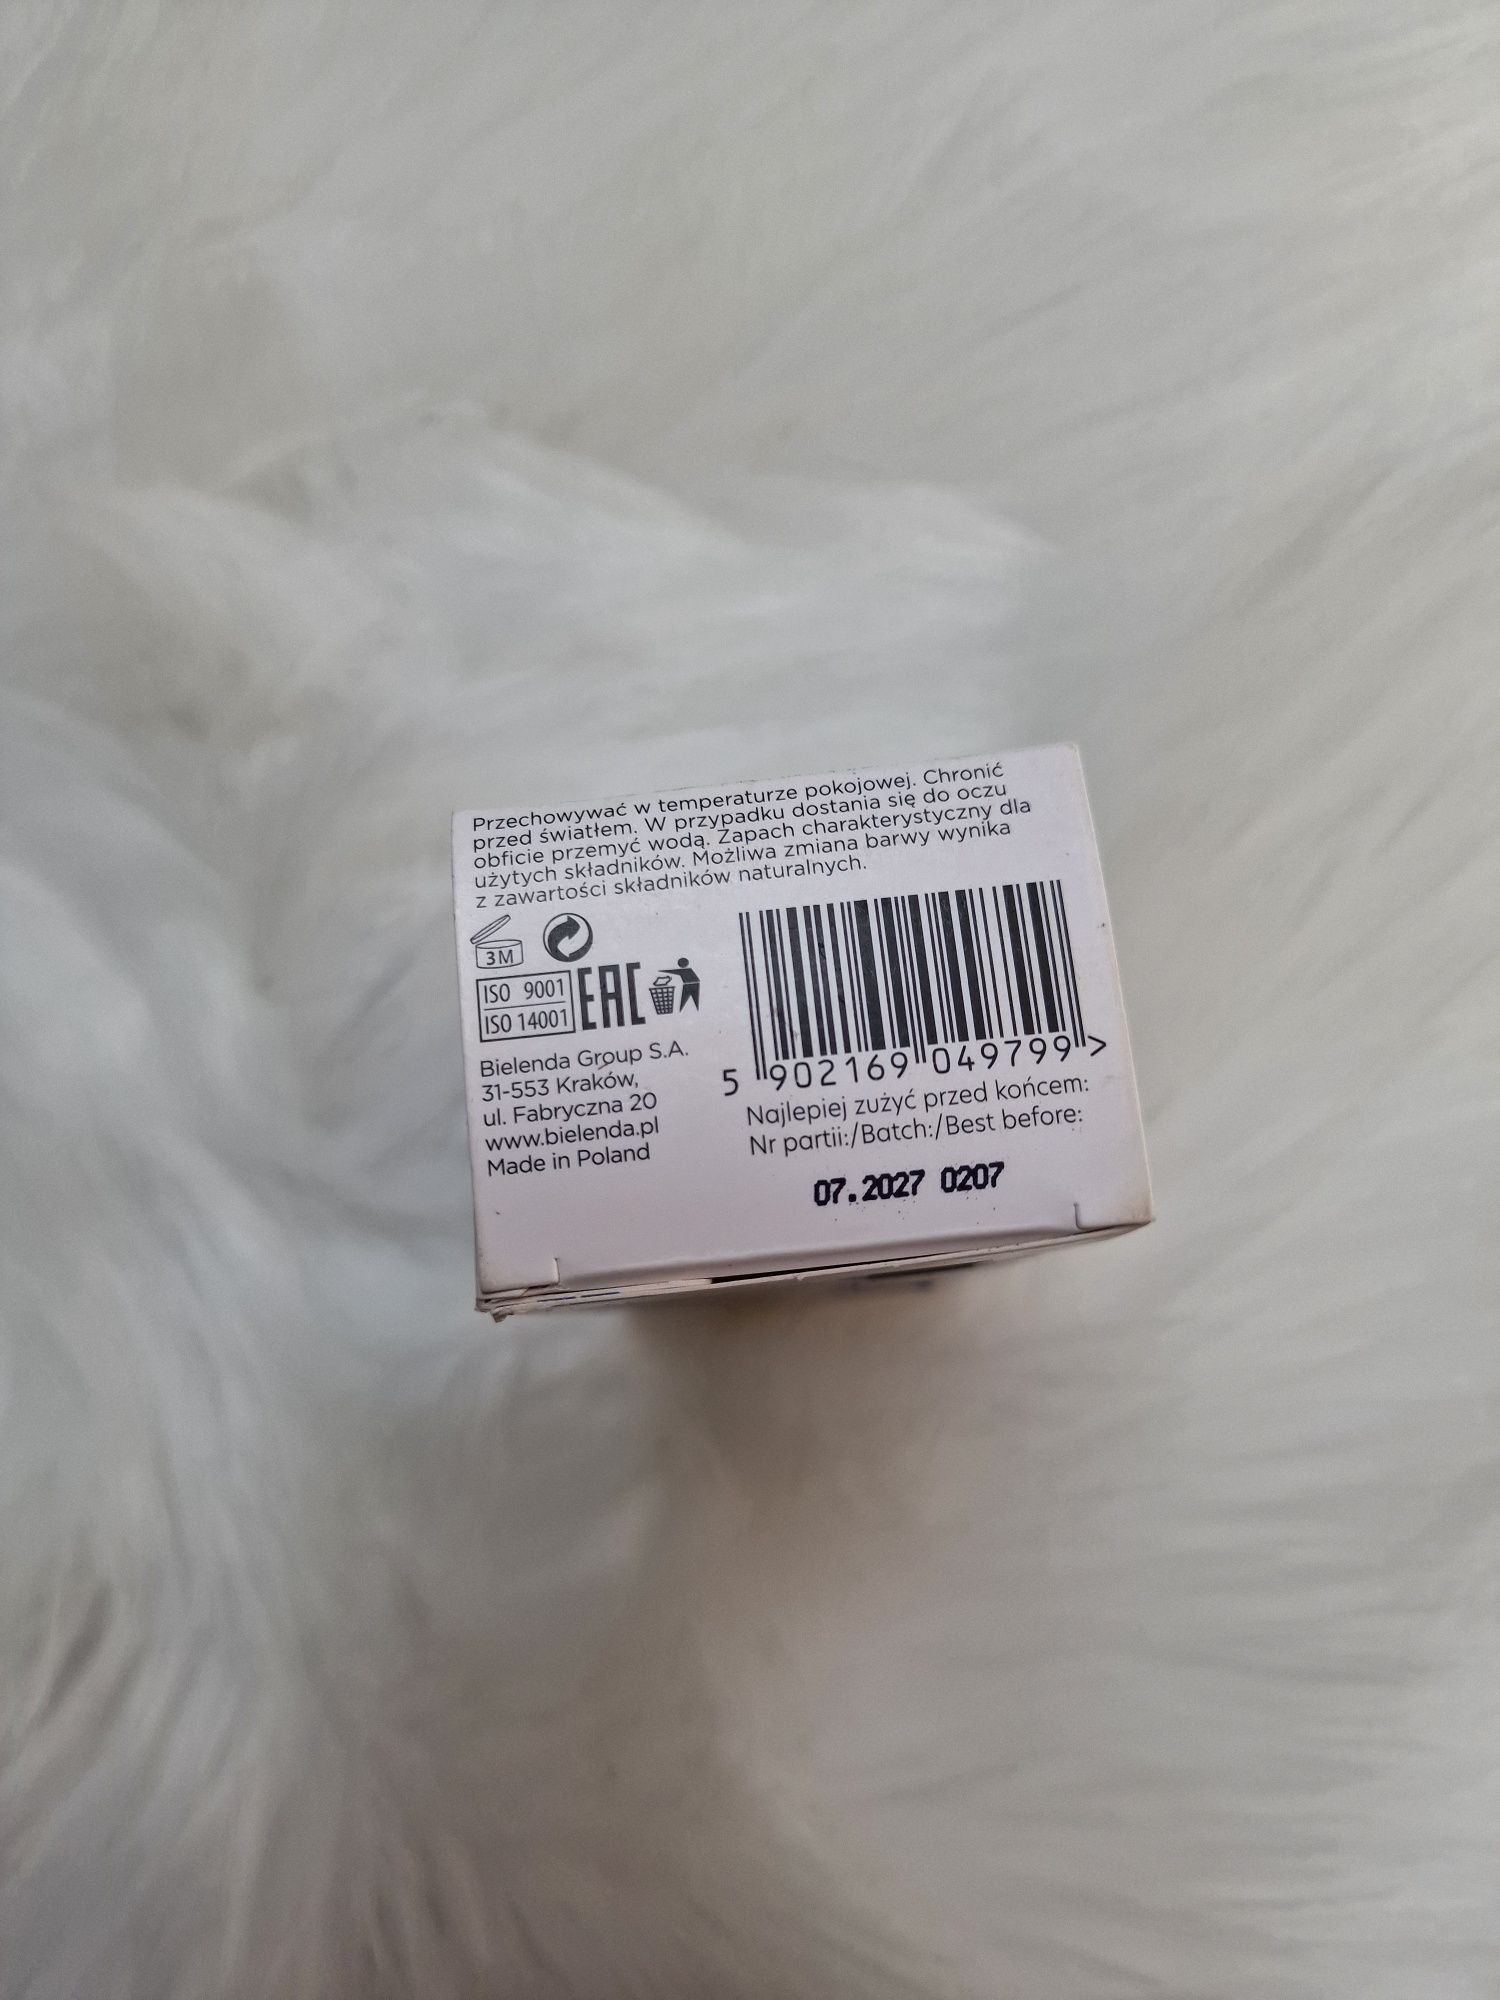 Przechowywać w temperaturze pokojowej. Chronić
przed światłem. W przypadku dostania się do oczu
obficie przemyć wodą. Zapach charakterystyczny dla
użytych składników. Możliwa zmiana barwy wynika
z zawartości składników naturalnych.
3M
ISO 9001
ISO 14001
EAC
Bielenda Group S.A.
31-553 Kraków,
ul. Fabryczna 20
www.bielenda.pl
Made in Poland
5 902169 049799 >
Najlepiej zużyć przed końcem:
Nr partii:/Batch:/Best before:
07.2027 0207